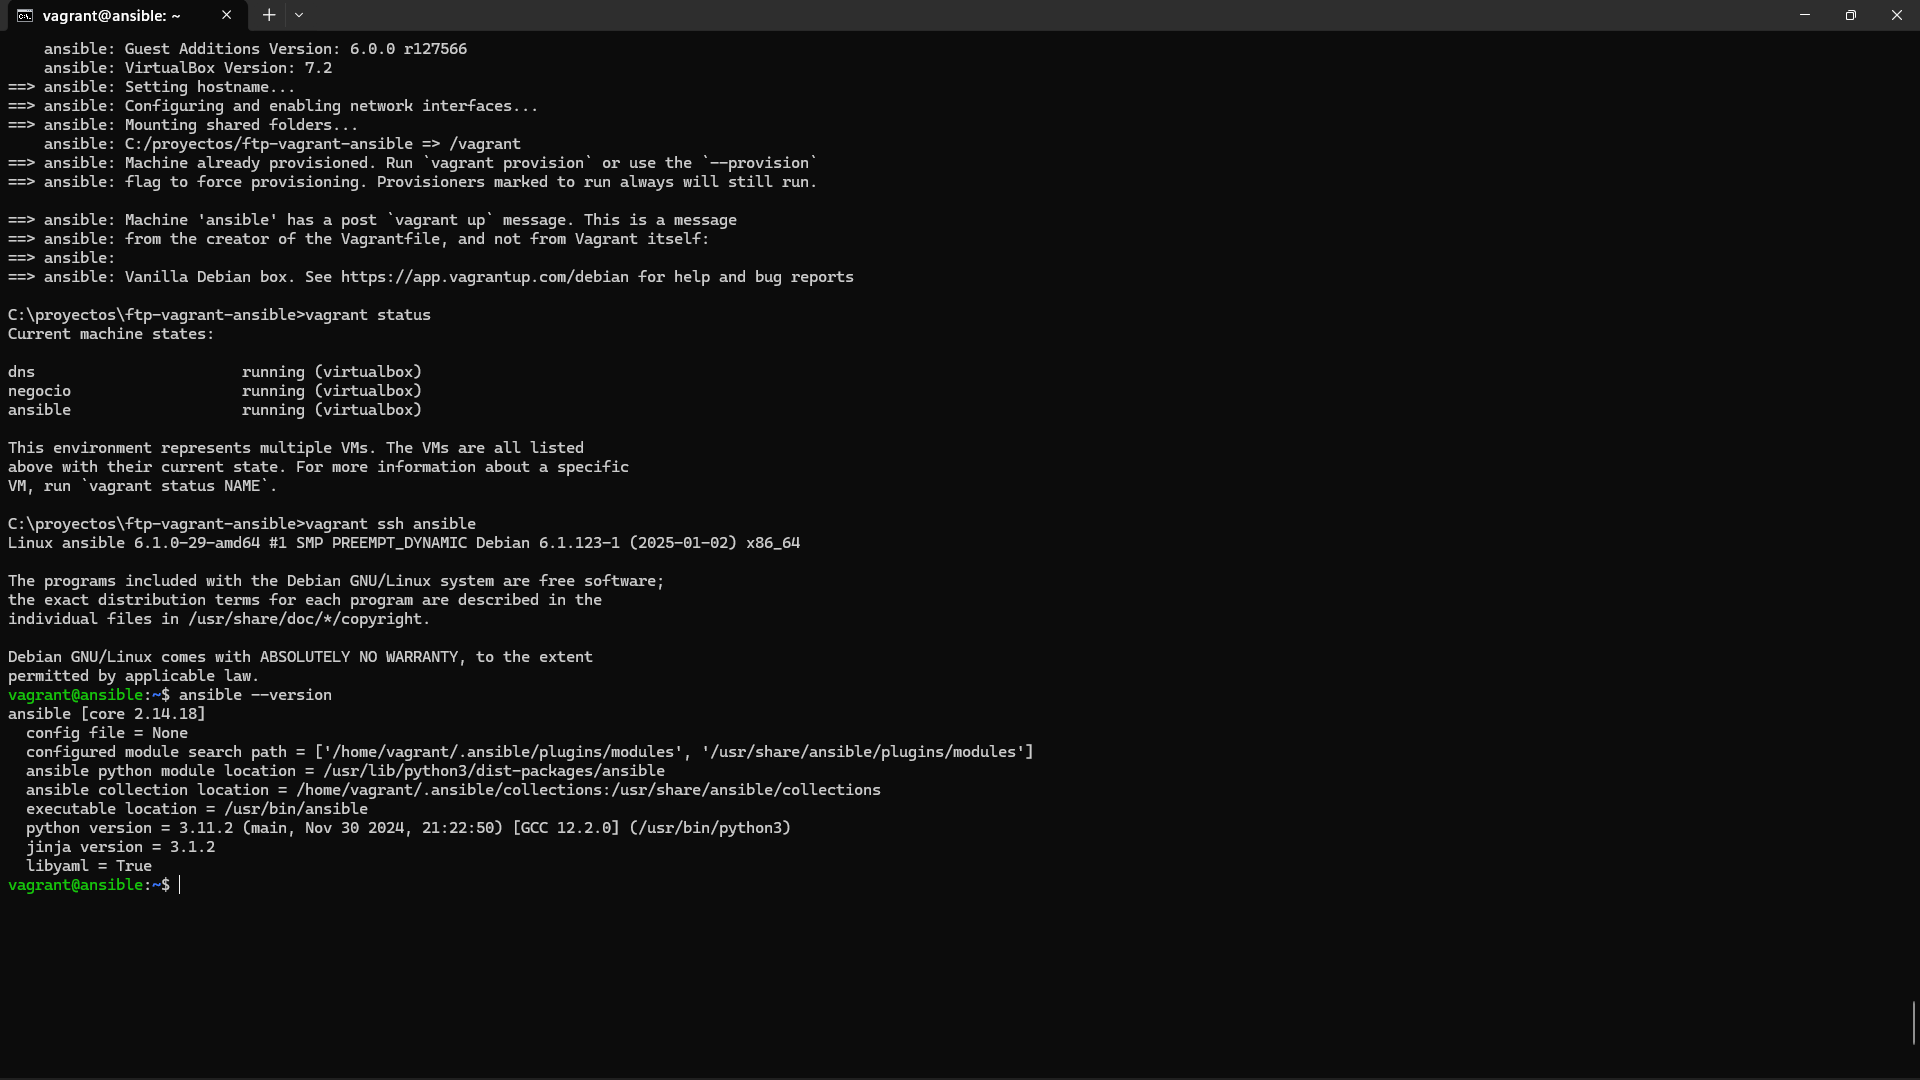 vagrant@ansible: ~
    ansible: Guest Additions Version: 6.0.0 r127566
    ansible: VirtualBox Version: 7.2
==> ansible: Setting hostname...
==> ansible: Configuring and enabling network interfaces...
==> ansible: Mounting shared folders...
    ansible: C:/proyectos/ftp-vagrant-ansible => /vagrant
==> ansible: Machine already provisioned. Run `vagrant provision` or use the `--provision`
==> ansible: flag to force provisioning. Provisioners marked to run always will still run.

==> ansible: Machine 'ansible' has a post `vagrant up` message. This is a message
==> ansible: from the creator of the Vagrantfile, and not from Vagrant itself:
==> ansible:
==> ansible: Vanilla Debian box. See https://app.vagrantup.com/debian for help and bug reports

C:\proyectos\ftp-vagrant-ansible>vagrant status
Current machine states:

dns                       running (virtualbox)
negocio                   running (virtualbox)
ansible                   running (virtualbox)

This environment represents multiple VMs. The VMs are all listed
above with their current state. For more information about a specific
VM, run `vagrant status NAME`.

C:\proyectos\ftp-vagrant-ansible>vagrant ssh ansible
Linux ansible 6.1.0-29-amd64 #1 SMP PREEMPT_DYNAMIC Debian 6.1.123-1 (2025-01-02) x86_64

The programs included with the Debian GNU/Linux system are free software;
the exact distribution terms for each program are described in the
individual files in /usr/share/doc/*/copyright.

Debian GNU/Linux comes with ABSOLUTELY NO WARRANTY, to the extent
permitted by applicable law.
vagrant@ansible:~$ ansible --version
ansible [core 2.14.18]
  config file = None
  configured module search path = ['/home/vagrant/.ansible/plugins/modules', '/usr/share/ansible/plugins/modules']
  ansible python module location = /usr/lib/python3/dist-packages/ansible
  ansible collection location = /home/vagrant/.ansible/collections:/usr/share/ansible/collections
  executable location = /usr/bin/ansible
  python version = 3.11.2 (main, Nov 30 2024, 21:22:50) [GCC 12.2.0] (/usr/bin/python3)
  jinja version = 3.1.2
  libyaml = True
vagrant@ansible:~$